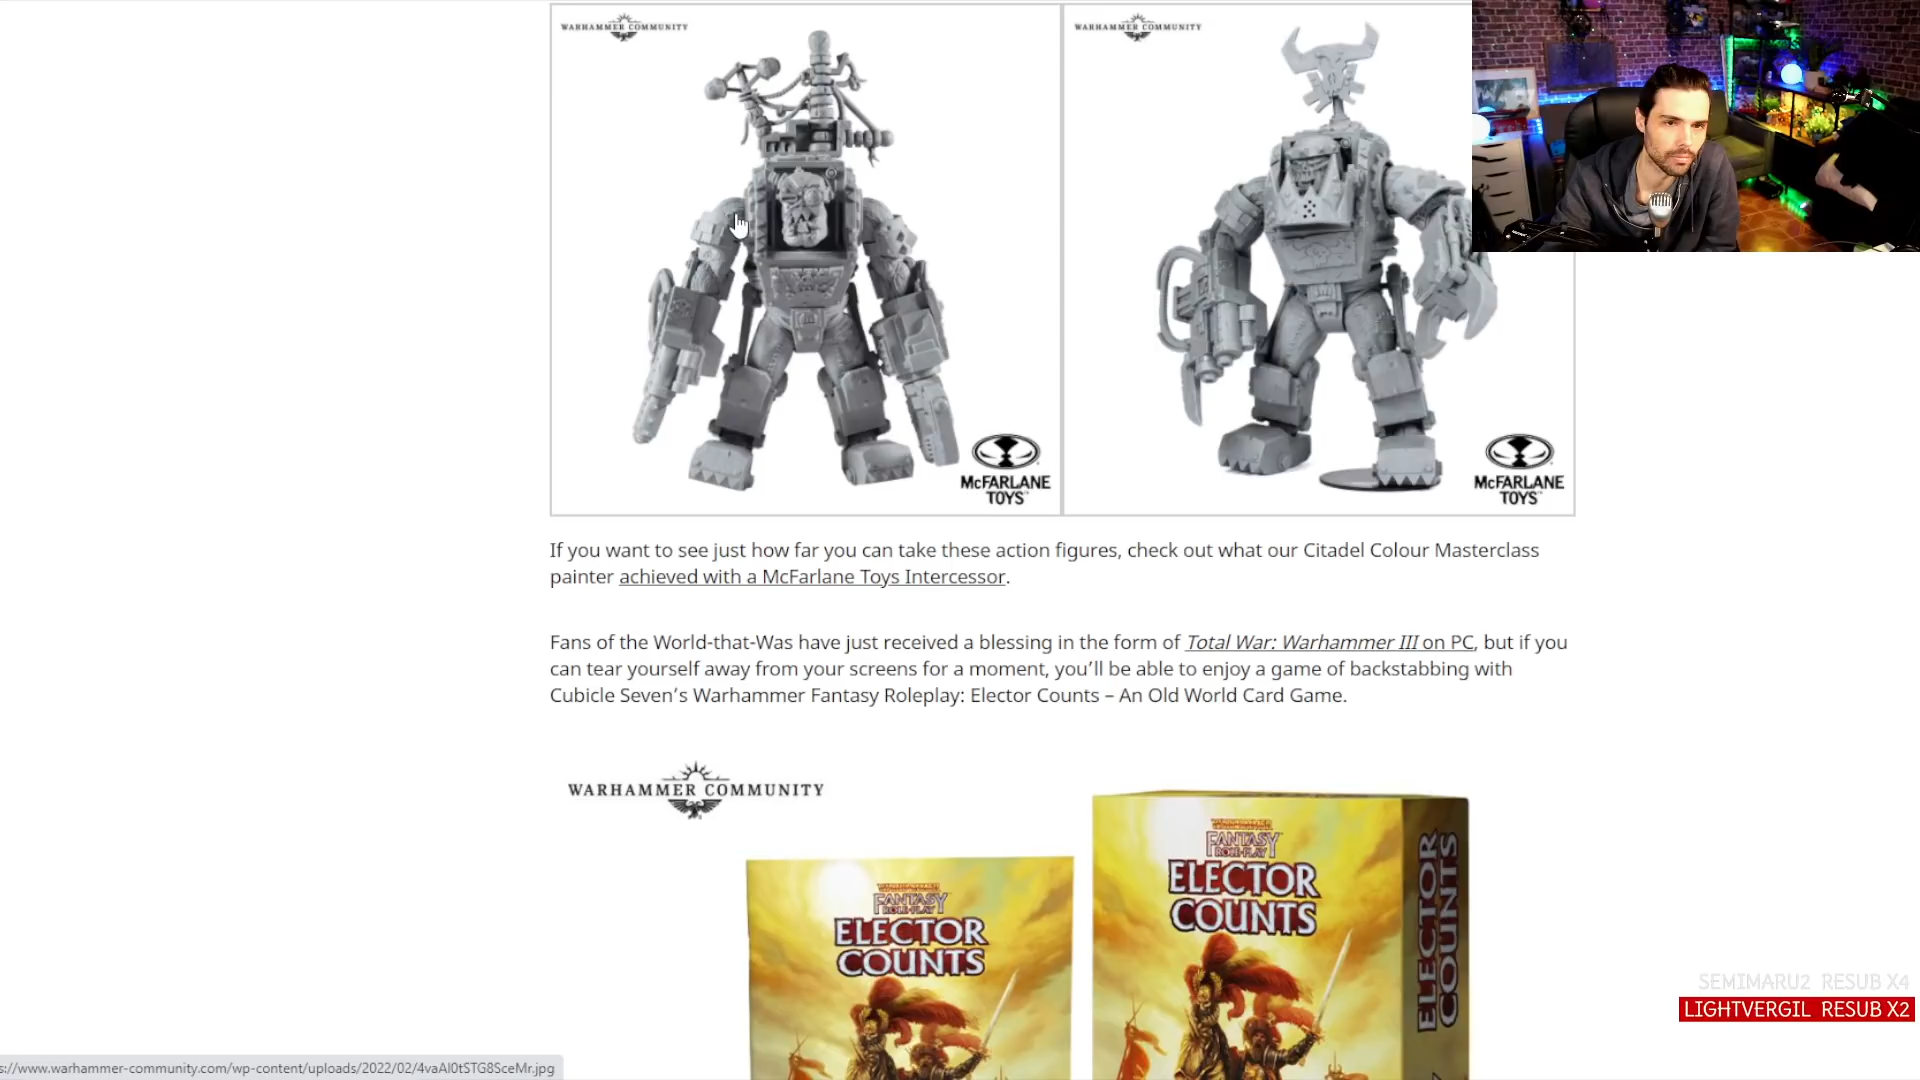 WARHAMMER COMMUNITY
WARHAMMER COMMUNITY
McFARLANE
TOYS
McFARLANE
TOYS
If you want to see just how far you can take these action figures, check out what our Citadel Colour Masterclass
painter achieved with a McFarlane Toys Intercessor.
Fans of the World-that-Was have just received a blessing in the form of Total War: Warhammer III on PC, but if you
can tear yourself away from your screens for a moment, you’ll be able to enjoy a game of backstabbing with
Cubicle Seven’s Warhammer Fantasy Roleplay: Elector Counts – An Old World Card Game.
WARHAMMER COMMUNITY
WARHAMMER
FANTASY
ROLE-PLAY
ELECTOR
COUNTS
WARHAMMER
FANTASY
ROLE-PLAY
ELECTOR
COUNTS
ELECTOR
COUNTS
SEMIMARU2 RESUB X4
LIGHTVERGIL RESUB X2
s://www.warhammer-community.com/wp-content/uploads/2022/02/4vaAl0tSTG8SceMr.jpg